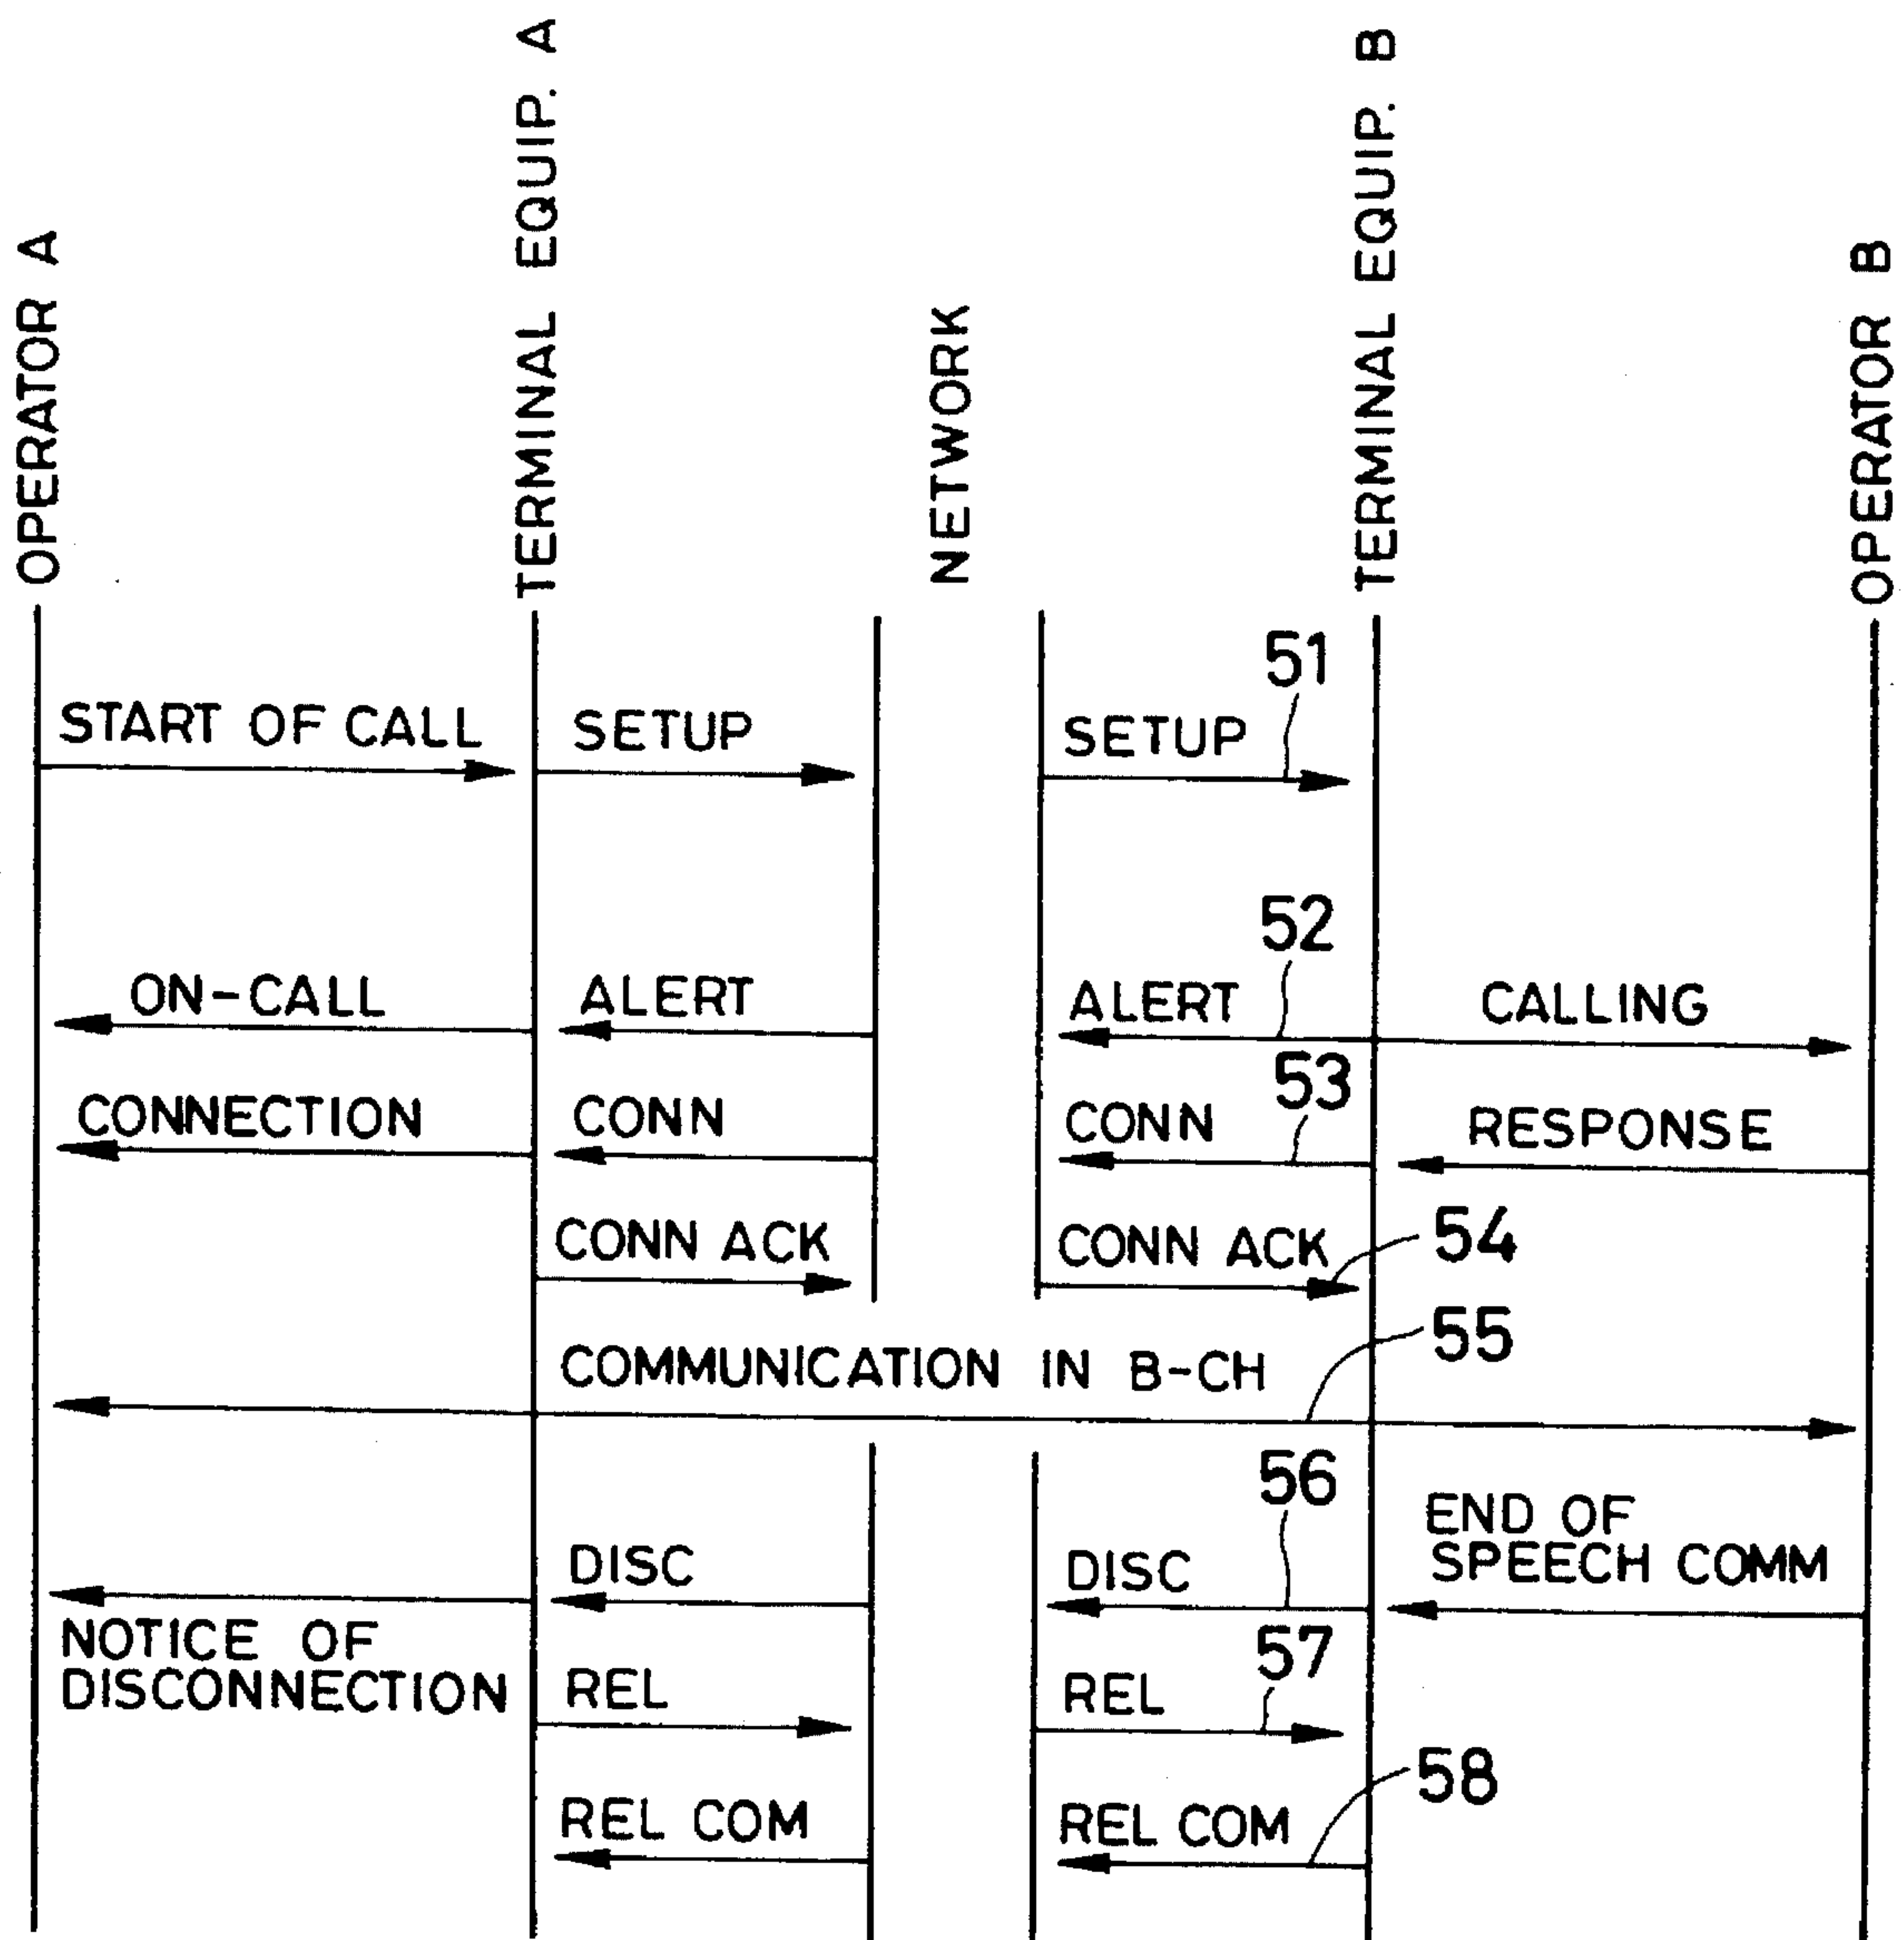 OPERATOR A
TERMINAL EQUIP. A
NETWORK
TERMINAL EQUIP. B
OPERATOR B
51
START OF CALL
SETUP
SETUP
52
ON-CALL
ALERT
ALERT
CALLING
53
CONNECTION
CONN
CONN
RESPONSE
CONN ACK
CONN ACK
54
COMMUNICATION IN B-CH
55
56
END OF
SPEECH COMM
DISC
DISC
NOTICE OF
DISCONNECTION
57
REL
REL
58
REL COM
REL COM